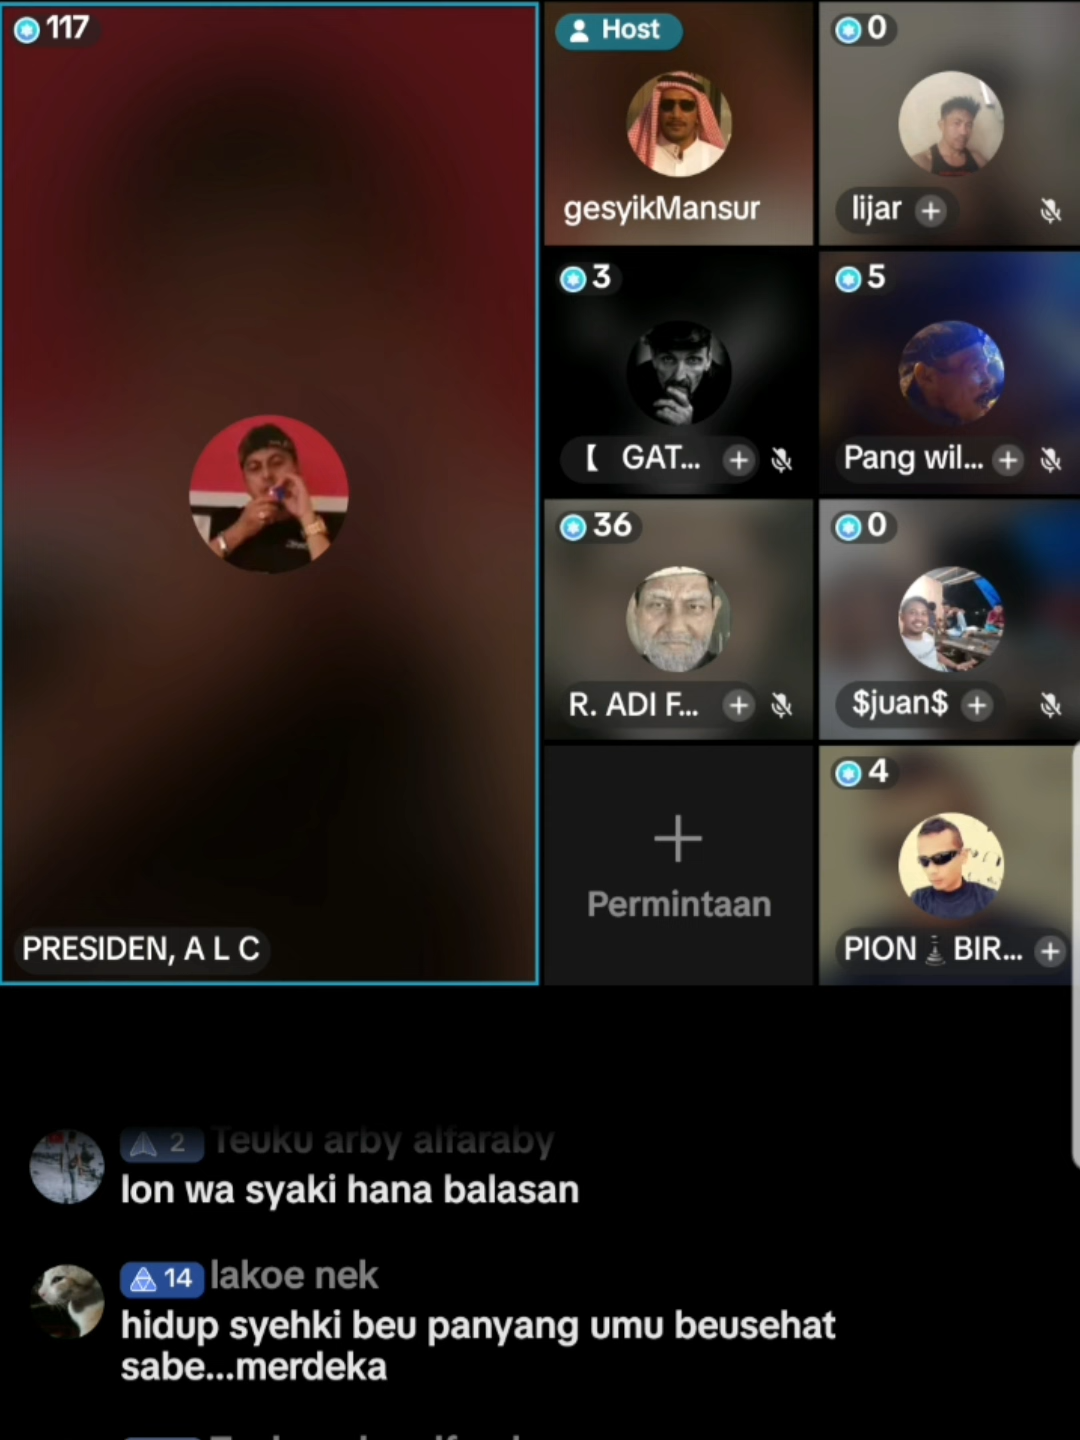 117
PRESIDEN, A L C
Host
gesyikMansur
0
lijar
3
【 GAT...
5
Pang wil...
36
R. ADI F...
0
$juan$
Permintaan
4
PION BIR...
2 Teuku arby alfaraby
lon wa syaki hana balasan
14 lakoe nek
hidup syehki beu panyang umu beusehat
sabe...merdeka